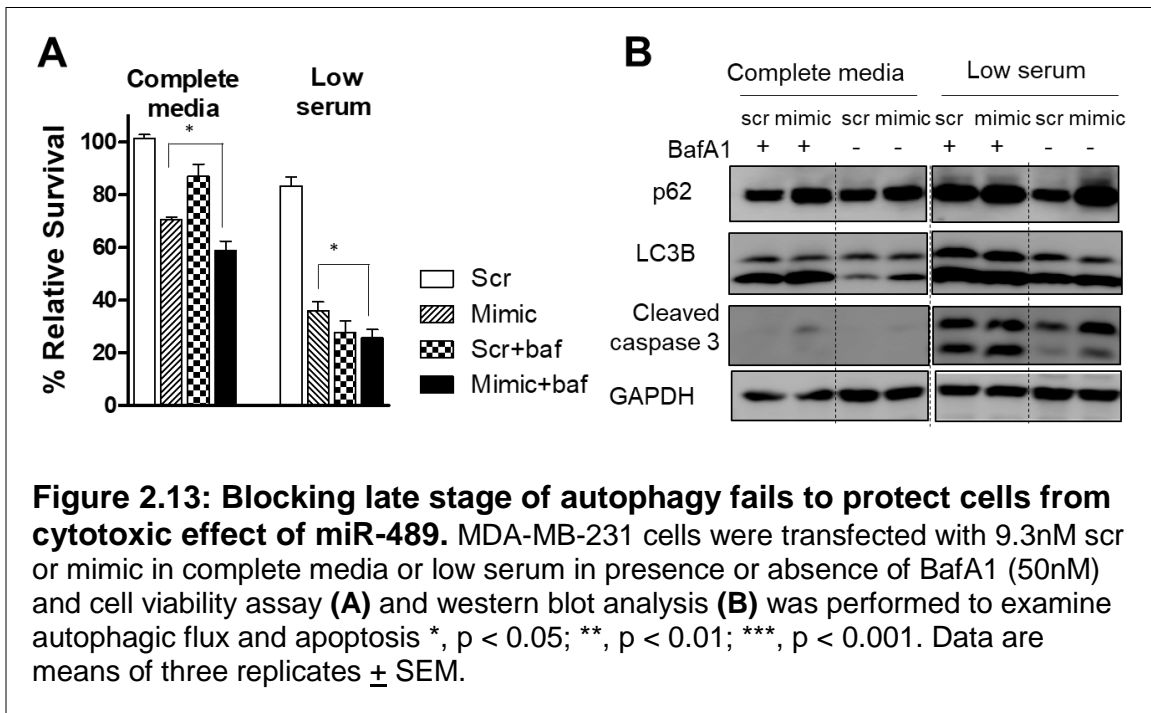 A
Complete
media
Low
serum
*
*
% Relative Survival
100
80
60
40
20
0
Scr
Mimic
Scr+baf
Mimic+baf
B
Complete media
Low serum
scr mimic scr mimic scr mimic scr mimic
BafA1 + + - - + + - -
p62
LC3B
Cleaved
caspase 3
GAPDH
Figure 2.13: Blocking late stage of autophagy fails to protect cells from
cytotoxic effect of miR-489. MDA-MB-231 cells were transfected with 9.3nM scr
or mimic in complete media or low serum in presence or absence of BafA1 (50nM)
and cell viability assay (A) and western blot analysis (B) was performed to examine
autophagic flux and apoptosis *, p < 0.05; **, p < 0.01; ***, p < 0.001. Data are
means of three replicates ± SEM.